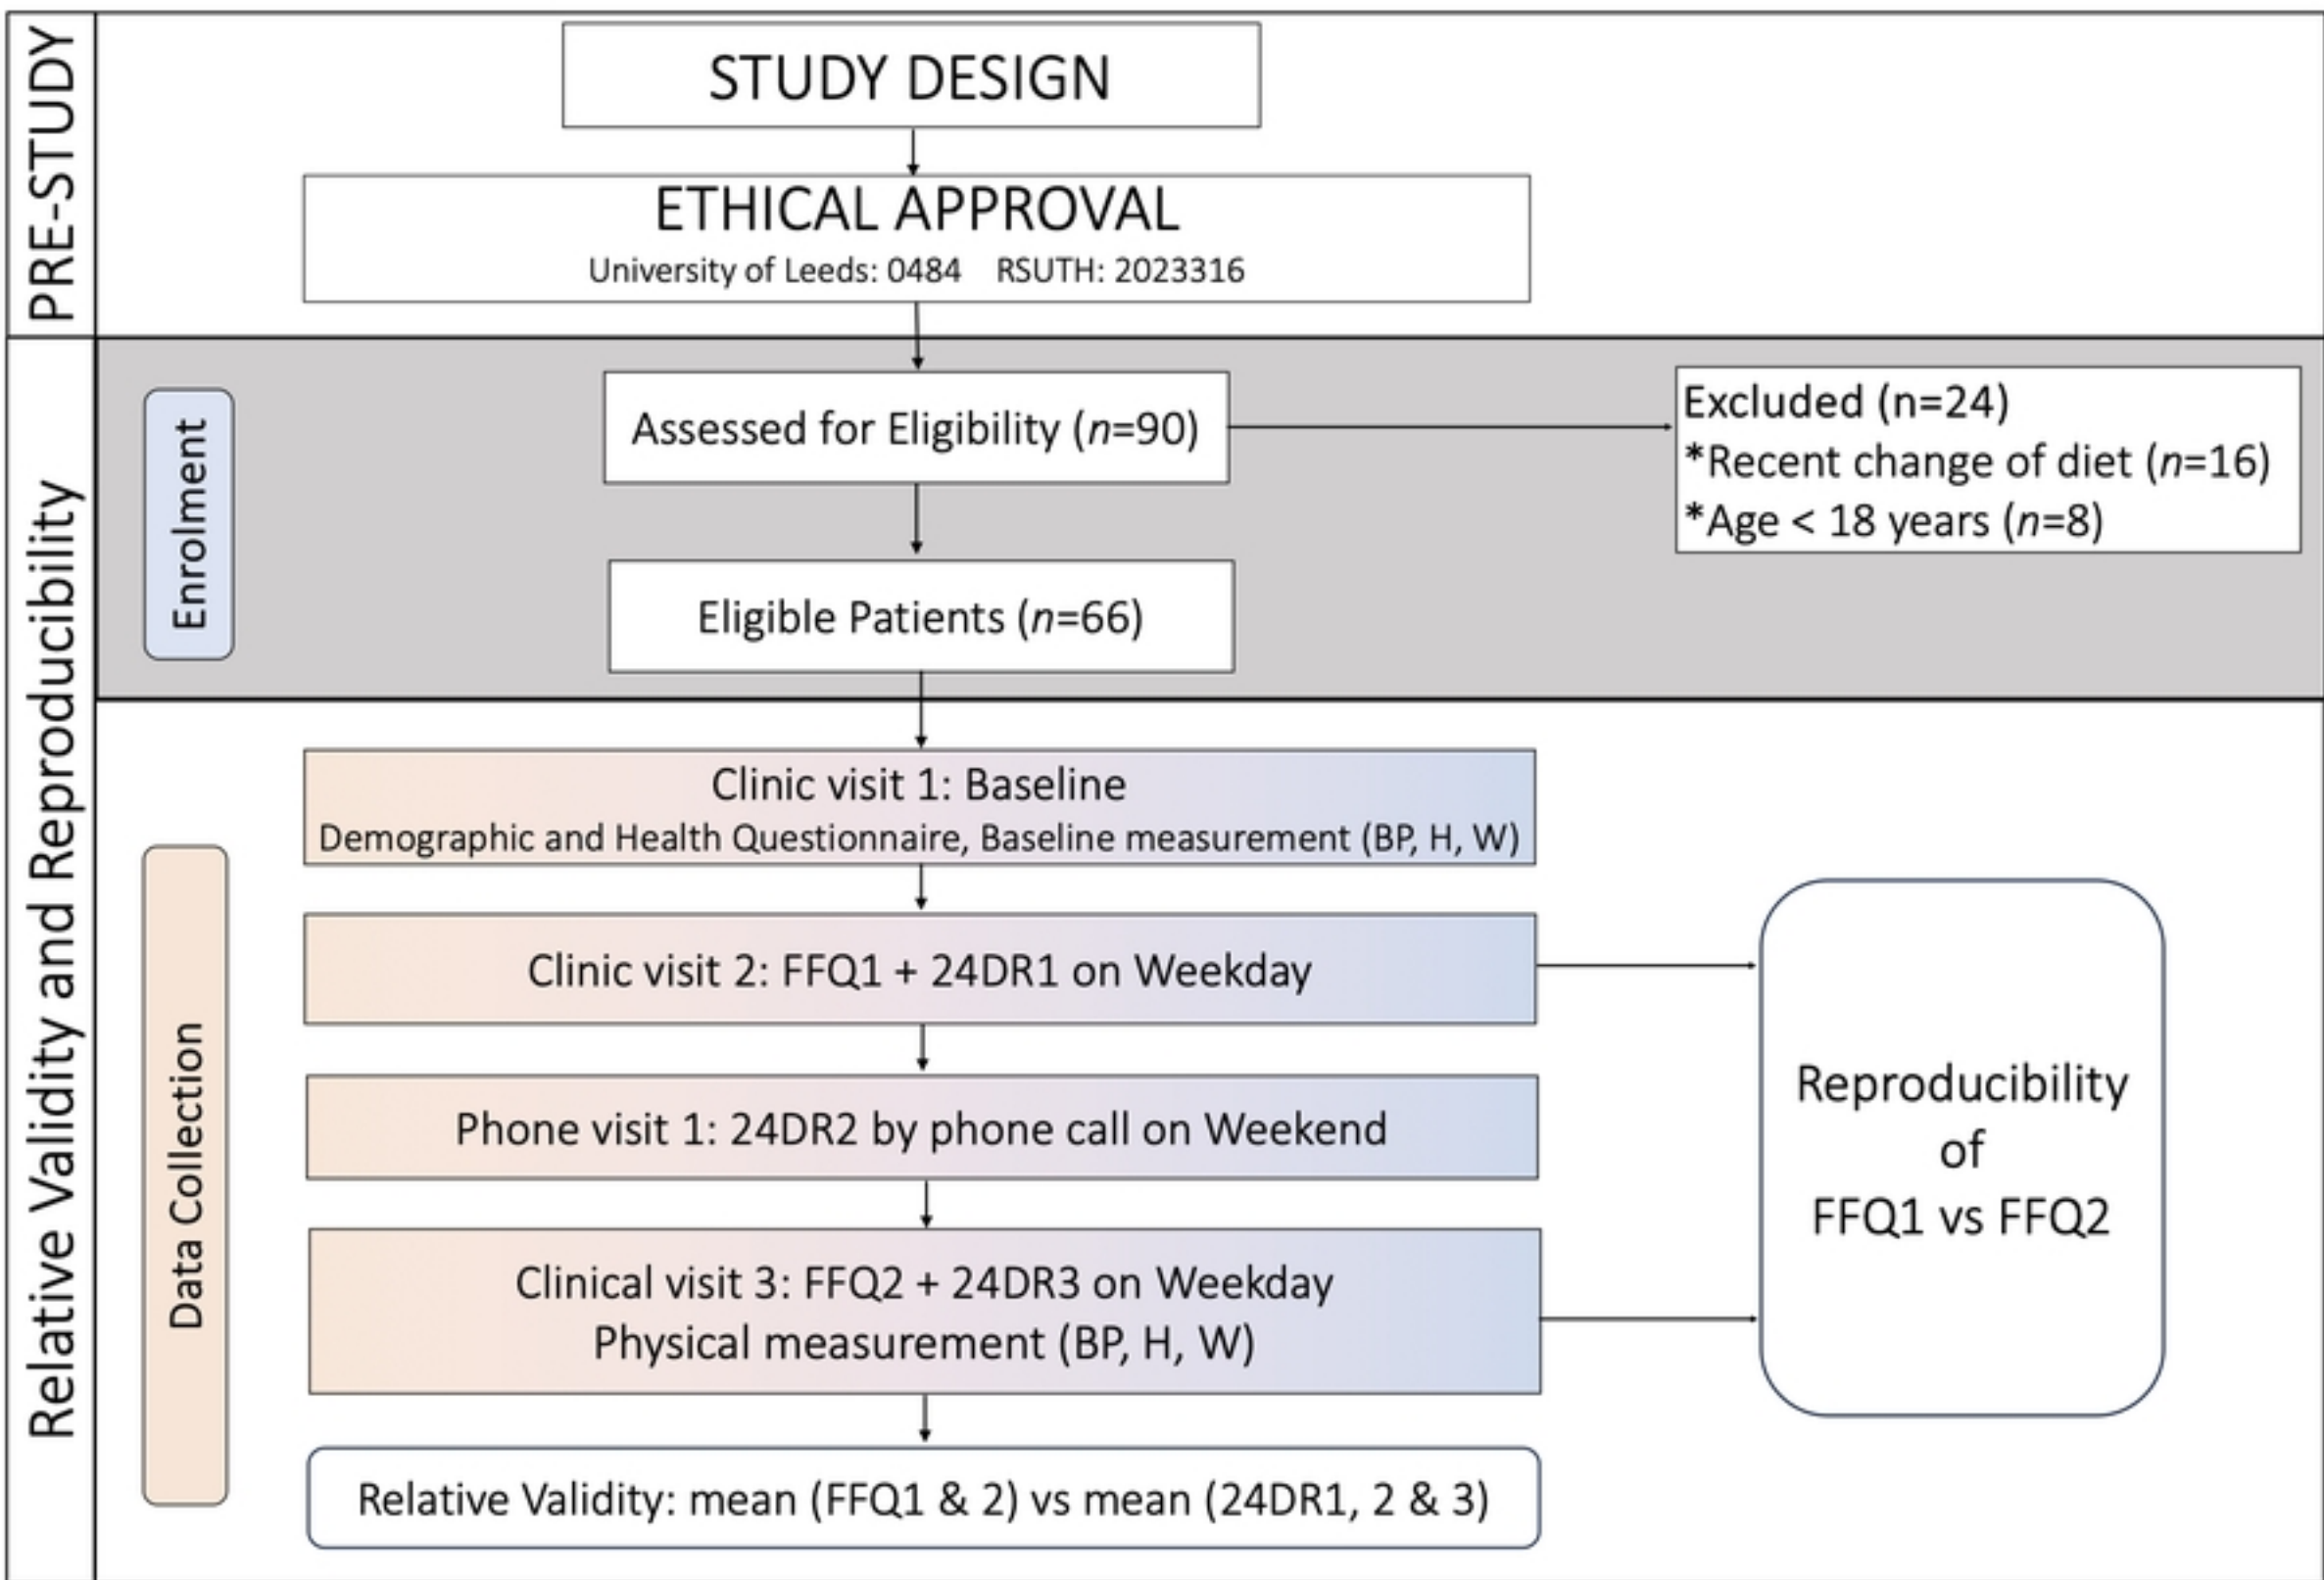 PRE-STUDY
STUDY DESIGN
ETHICAL APPROVAL
University of Leeds: 0484 RSUTH: 2023316
Relative Validity and Reproducibility
Enrolment
Assessed for Eligibility (n=90)
Excluded (n=24)
*Recent change of diet (n=16)
*Age < 18 years (n=8)
Eligible Patients (n=66)
Data Collection
Clinic visit 1: Baseline
Demographic and Health Questionnaire, Baseline measurement (BP, H, W)
Clinic visit 2: FFQ1 + 24DR1 on Weekday
Phone visit 1: 24DR2 by phone call on Weekend
Clinical visit 3: FFQ2 + 24DR3 on Weekday
Physical measurement (BP, H, W)
Reproducibility
of
FFQ1 vs FFQ2
Relative Validity: mean (FFQ1 & 2) vs mean (24DR1, 2 & 3)